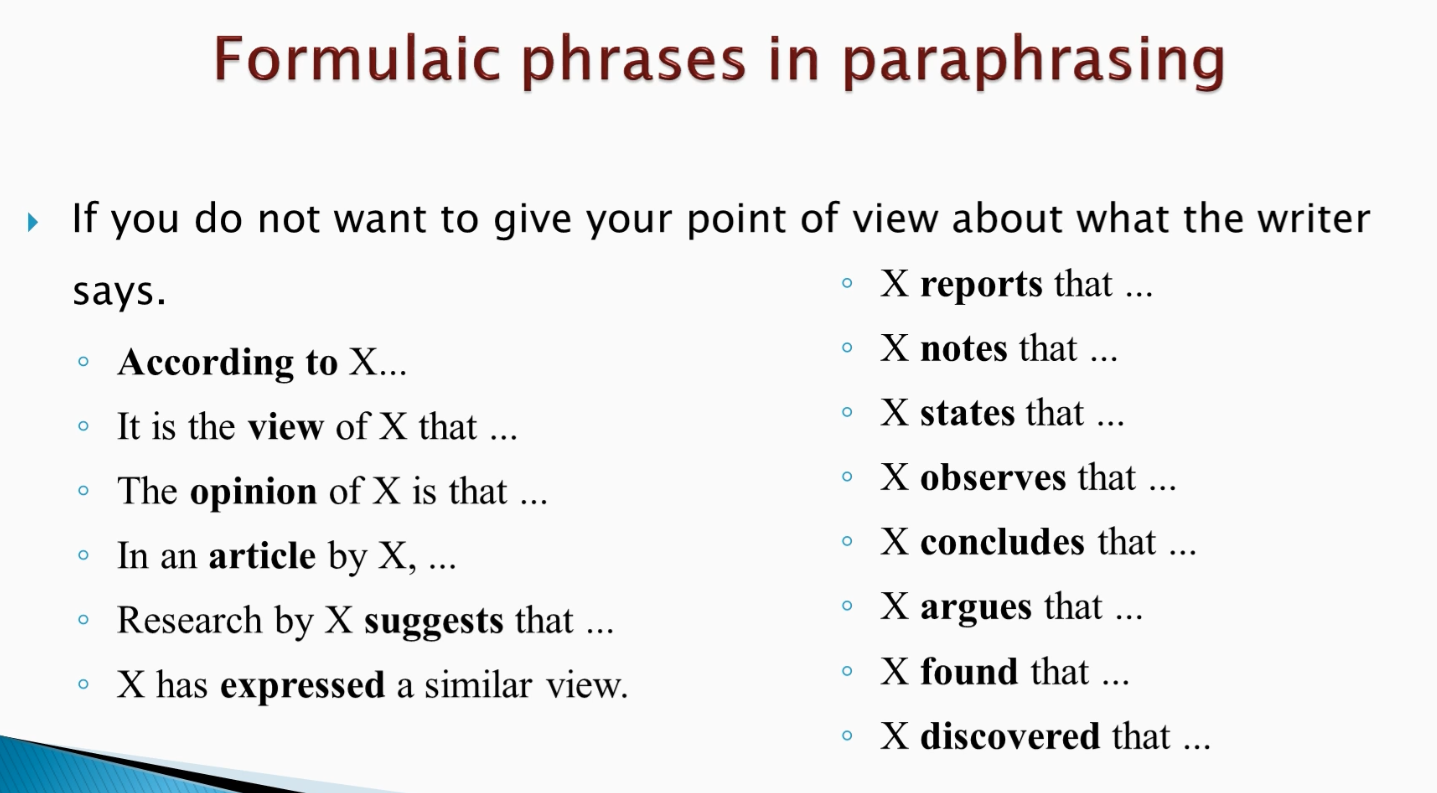 Formulaic phrases in paraphrasing
If you do not want to give your point of view about what the writer
says.
According to X...
It is the view of X that ...
The opinion of X is that ...
In an article by X, ...
Research by X suggests that ...
X has expressed a similar view.
X reports that ...
X notes that ...
X states that ...
X observes that ...
X concludes that ...
X argues that ...
X found that ...
X discovered that ...